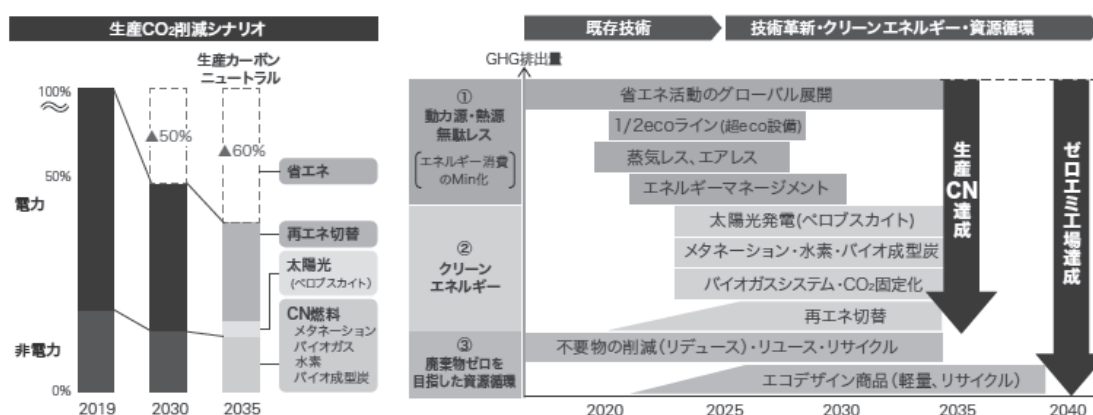 生産CO₂削減シナリオ
生産カーボン
ニュートラル
100%
50%
0%
電力
非電力
▲50%
▲60%
省エネ
再エネ切替
太陽光
(ペロブスカイト)
CN燃料
メタネーション
バイオガス
水素
バイオ成型炭
2019
2030
2035
既存技術
技術革新・クリーンエネルギー・資源循環
GHG排出量
①
動力源・熱源
無駄レス
エネルギー消費
のMin化
省エネ活動のグローバル展開
1/2ecoライン(超eco設備)
蒸気レス、エアレス
エネルギーマネージメント
②
クリーン
エネルギー
太陽光発電(ペロブスカイト)
メタネーション・水素・バイオ成型炭
バイオガスシステム・CO₂固定化
再エネ切替
③
廃棄物ゼロを
目指した資源循環
不要物の削減(リデュース)・リユース・リサイクル
エコデザイン商品(軽量、リサイクル)
生産CN達成
ゼロエミ工場達成
2020
2025
2030
2035
2040